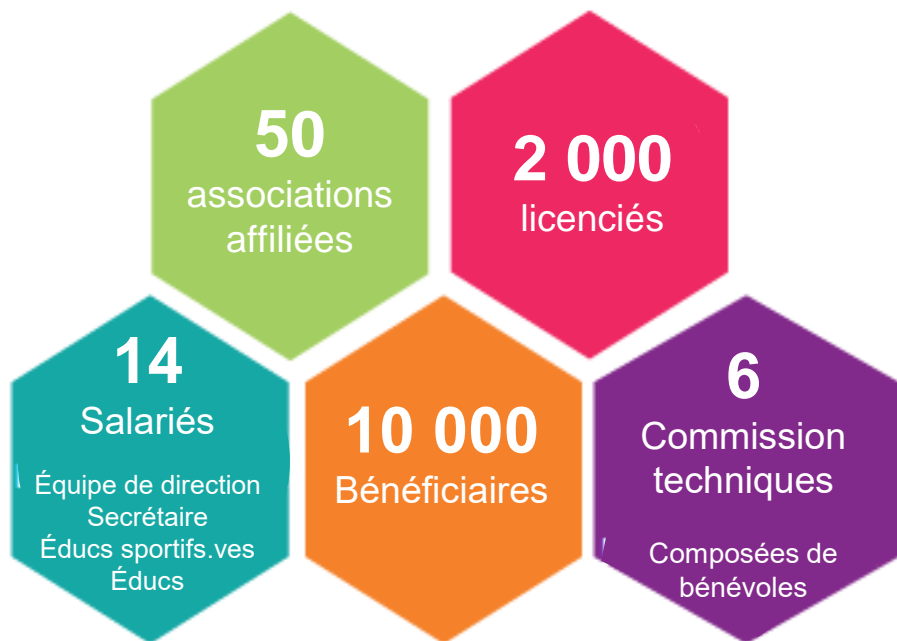 50
associations
affiliées
2 000
licenciés
14
Salariés
Équipe de direction
Secrétaire
Éducs sportifs.ves
Éducs
10 000
Bénéficiaires
6
Commission
techniques
Composées de
bénévoles